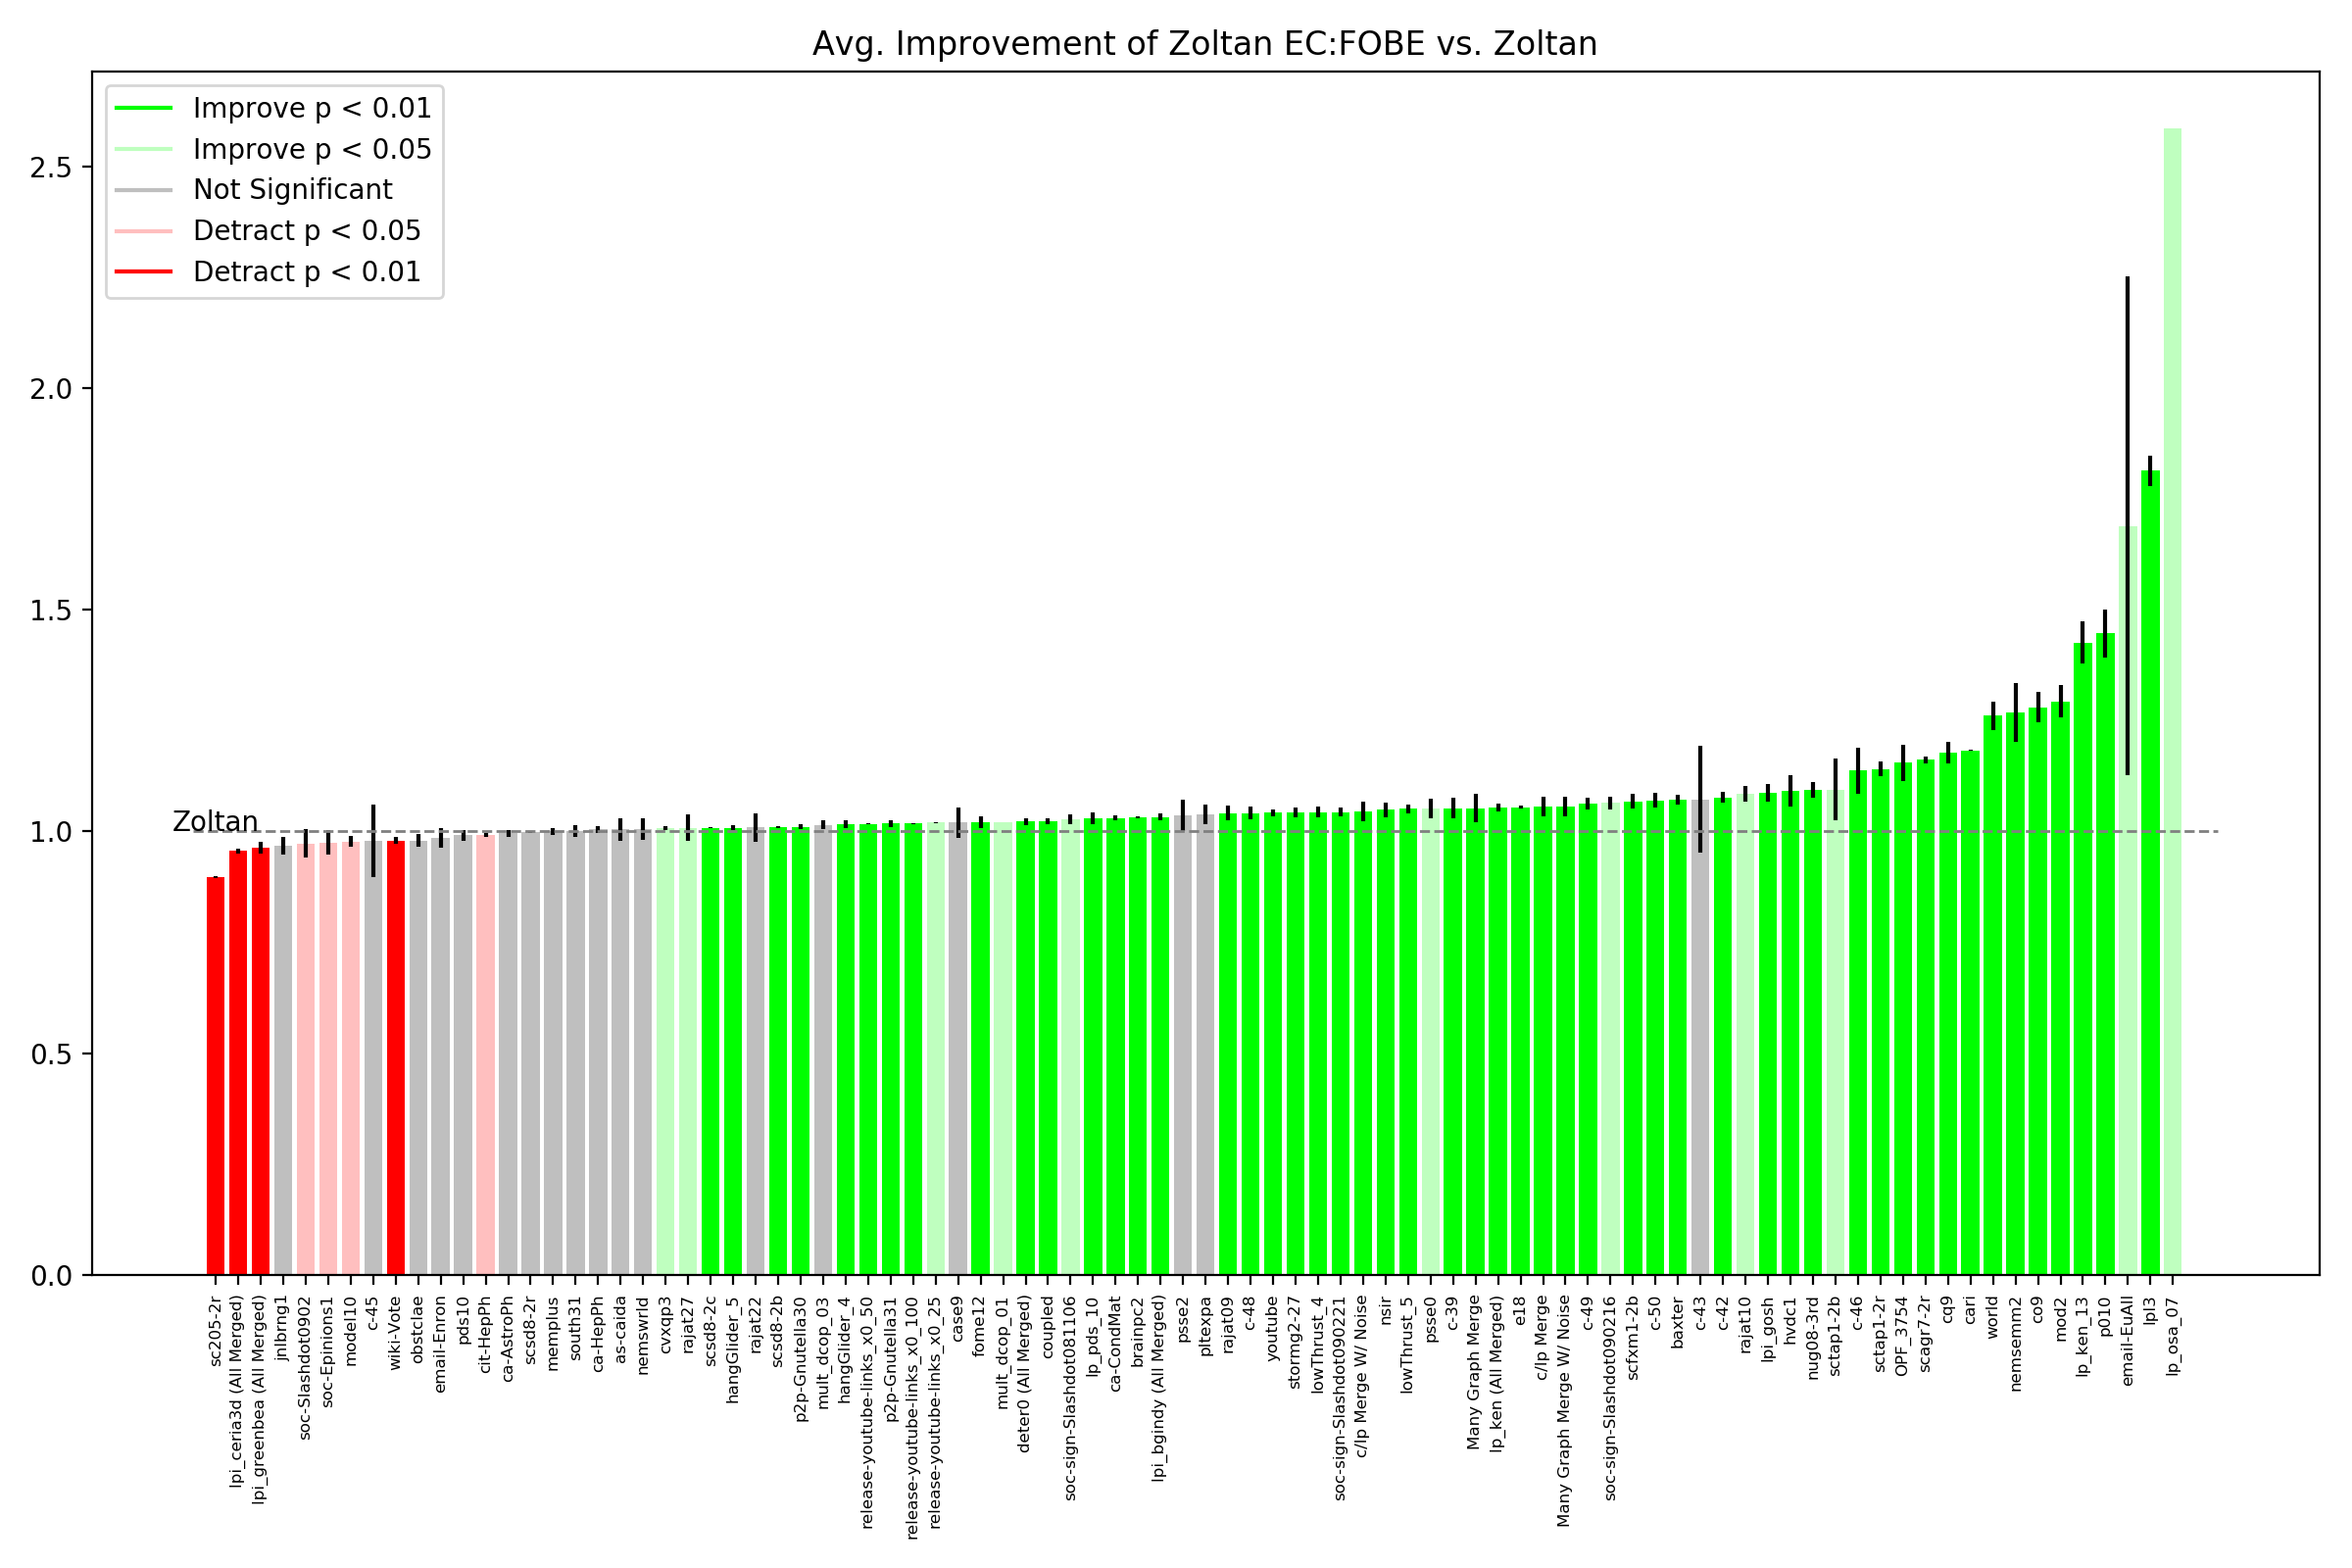 Avg. Improvement of Zoltan EC:FOBE vs. Zoltan
Improve p < 0.01
Improve p < 0.05
Not Significant
Detract p < 0.05
Detract p < 0.01
2.5
2.0
1.5
1.0
0.5
0.0
Zoltan
sc205-2r
lpi_ceria3d (All Merged)
lpi_greenbea (All Merged)
jnlbrng1
soc-Slashdot0902
soc-Epinions1
model10
c-45
wiki-Vote
obstclae
email-Enron
pds10
cit-HepPh
ca-AstroPh
scsd8-2r
memplus
south31
ca-HepPh
as-caida
nemswrld
cvxqp3
rajat27
scsd8-2c
hangGlider_5
rajat22
scsd8-2b
p2p-Gnutella30
mult_dcop_03
hangGlider_4
release-youtube-links_x0_50
p2p-Gnutella31
release-youtube-links_x0_100
release-youtube-links_x0_25
case9
fome12
mult_dcop_01
deter0 (All Merged)
coupled
soc-sign-Slashdot081106
lp_pds_10
ca-CondMat
brainpc2
lpi_bgindy (All Merged)
psse2
pltexpa
rajat09
c-48
youtube
stormg2-27
lowThrust_4
soc-sign-Slashdot090221
c/lp Merge W/ Noise
nsir
lowThrust_5
psse0
c-39
Many Graph Merge
lp_ken (All Merged)
e18
c/lp Merge
Many Graph Merge W/ Noise
c-49
soc-sign-Slashdot090216
scfxm1-2b
c-50
baxter
c-43
c-42
rajat10
lpi_gosh
hvdc1
nug08-3rd
sctap1-2b
c-46
sctap1-2r
OPF_3754
scagr7-2r
cq9
cari
world
nemsemm2
co9
mod2
lp_ken_13
p010
email-EuAll
lpl3
lp_osa_07